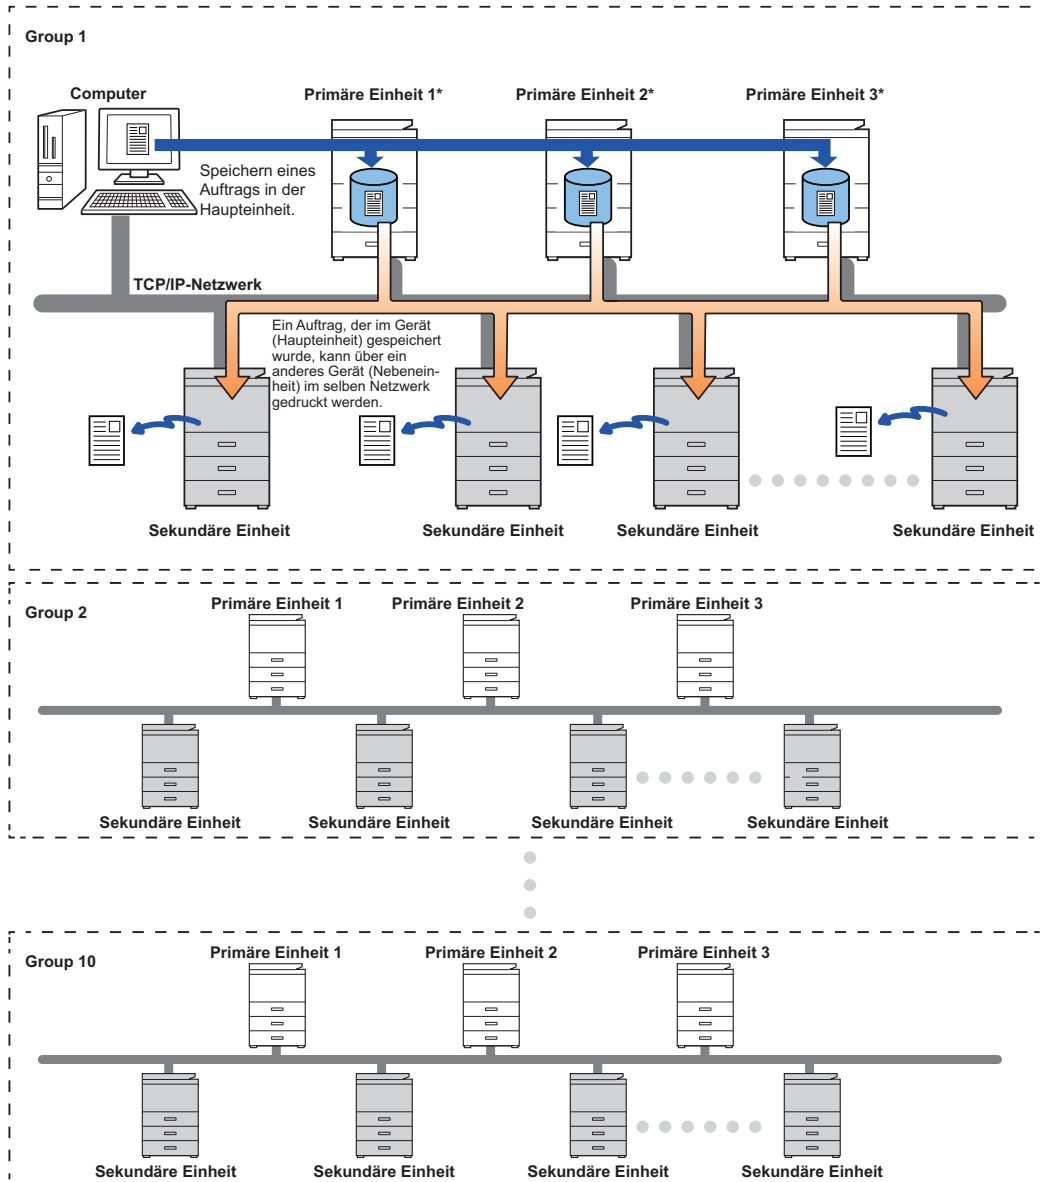 Group 1
Computer
Primäre Einheit 1*
Primäre Einheit 2*
Primäre Einheit 3*
Speichern eines
Auftrags in der
Haupteinheit.
TCP/IP-Netzwerk
Ein Auftrag, der im Gerät
(Haupteinheit) gespeichert
wurde, kann über ein
anderes Gerät (Nebenein-
heit) im selben Netzwerk
gedruckt werden.
Sekundäre Einheit
Sekundäre Einheit
Sekundäre Einheit
Sekundäre Einheit
Group 2
Primäre Einheit 1
Primäre Einheit 2
Primäre Einheit 3
Sekundäre Einheit
Sekundäre Einheit
Sekundäre Einheit
Sekundäre Einheit
Group 10
Primäre Einheit 1
Primäre Einheit 2
Primäre Einheit 3
Sekundäre Einheit
Sekundäre Einheit
Sekundäre Einheit
Sekundäre Einheit